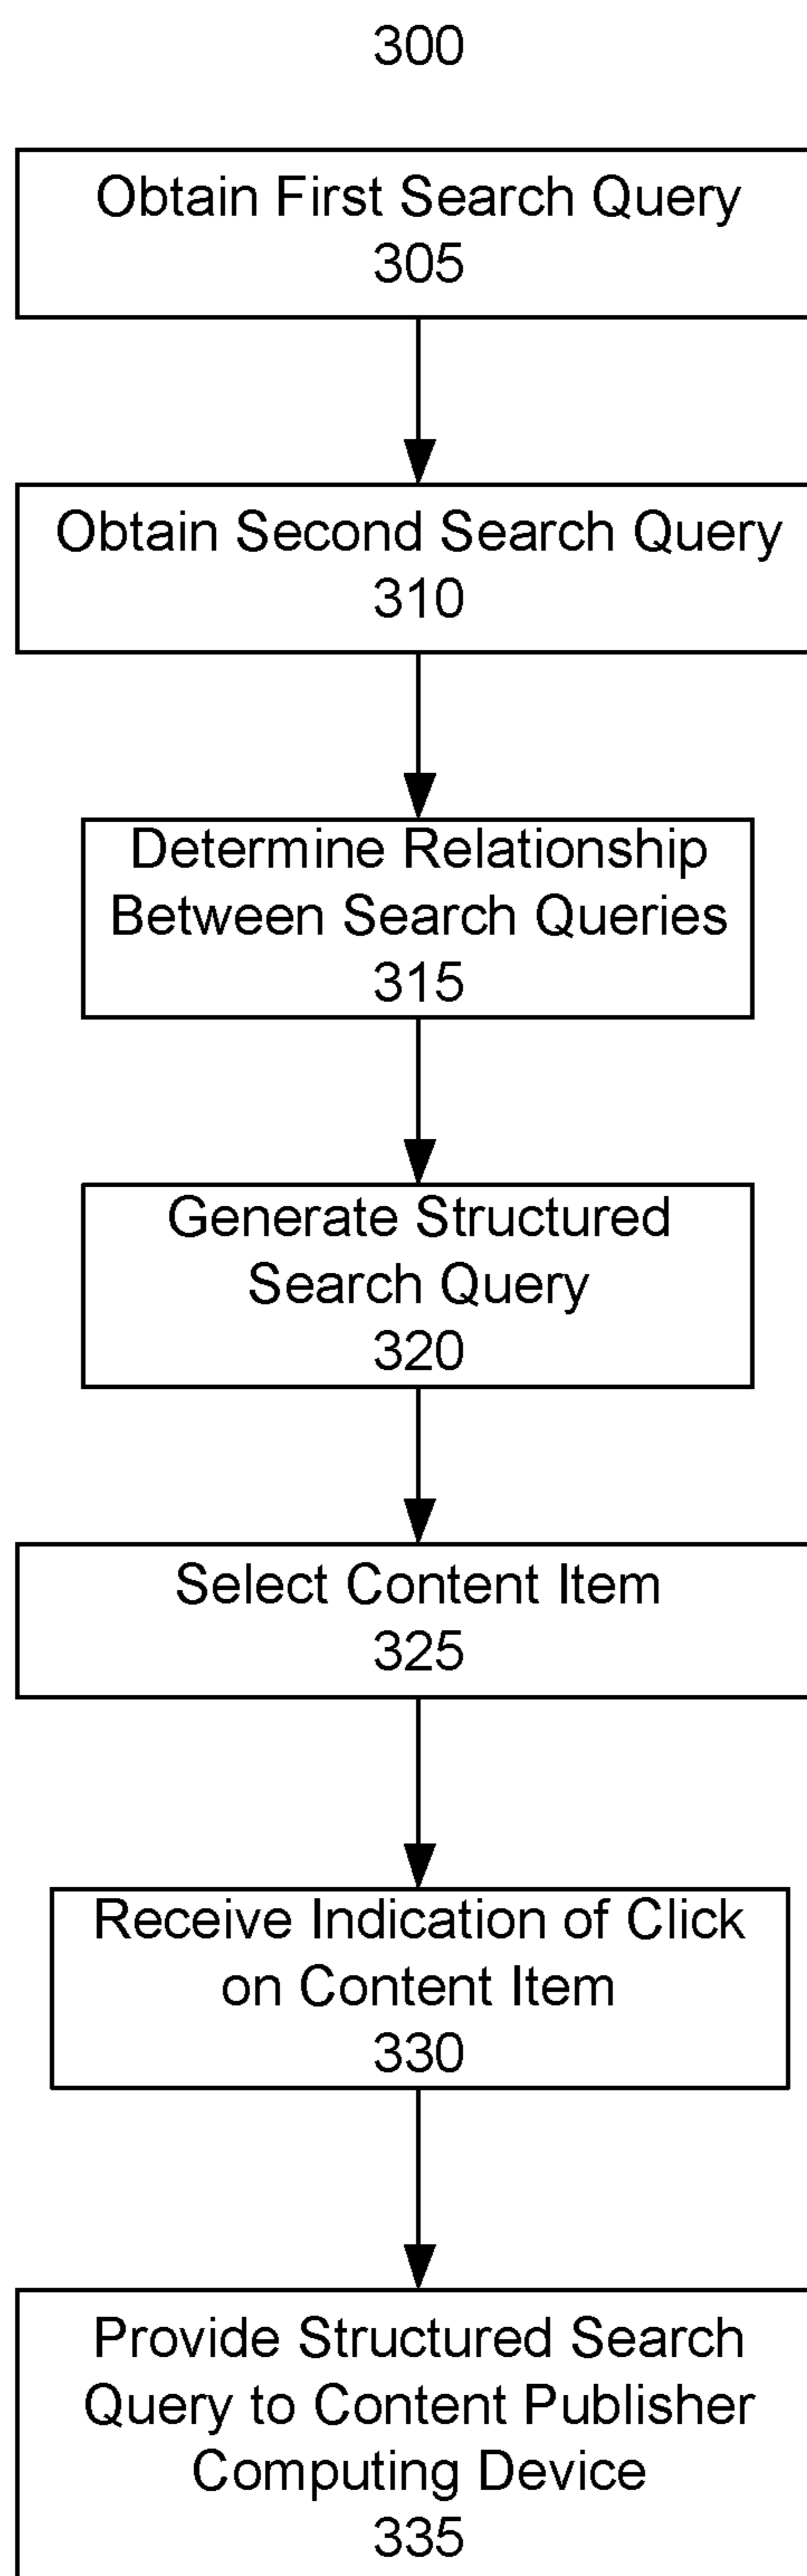 300
Obtain First Search Query
305
Obtain Second Search Query
310
Determine Relationship
Between Search Queries
315
Generate Structured
Search Query
320
Select Content Item
325
Receive Indication of Click
on Content Item
330
Provide Structured Search
Query to Content Publisher
Computing Device
335